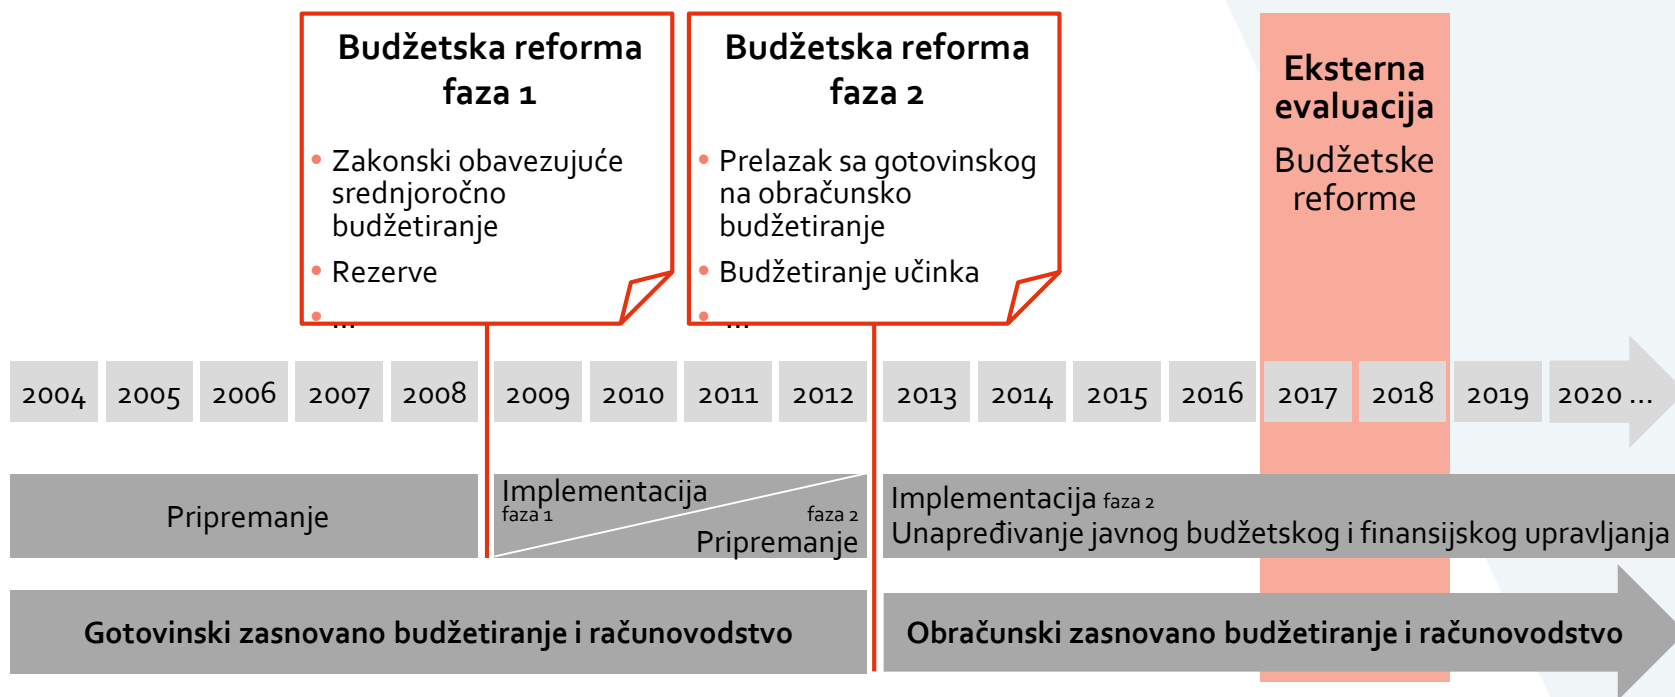 Budžetska reforma
faza 1
• Zakonski obavezujuće
srednjoročno
budžetiranje
• Rezerve
• ...
Budžetska reforma
faza 2
• Prelazak sa gotovinskog
na obračunsko
budžetiranje
• Budžetiranje učinka
• ...
Eksterna
evaluacija
Budžetske
reforme
2004 2005 2006 2007 2008 2009 2010 2011 2012 2013 2014 2015 2016 2017 2018 2019 2020 ...
Pripremanje
Implementacija
faza 1
faza 2
Pripremanje
Implementacija faza 2
Unapređivanje javnog budžetskog i finansijskog upravljanja
Gotovinski zasnovano budžetiranje i računovodstvo
Obračunski zasnovano budžetiranje i računovodstvo